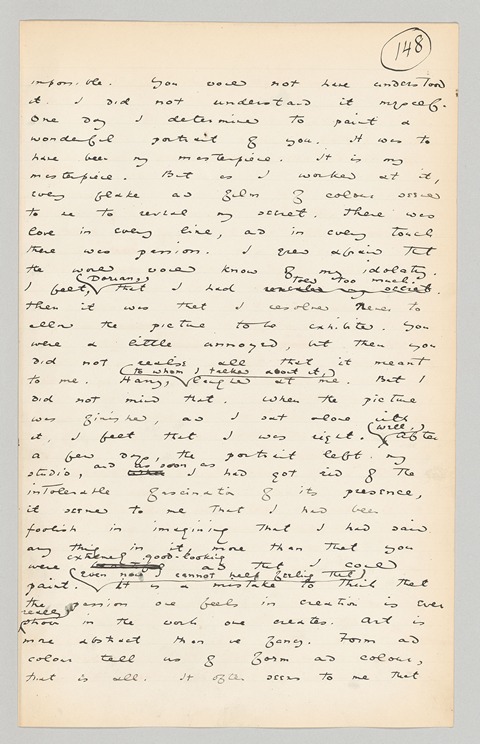 148
impossible. You would not have understood
it. I did not understand it myself.
One day I determined to paint a
wonderful portrait of you. It was to
have been my masterpiece. It is my
masterpiece. But as I worked at it,
every flake and film of colour seemed
to me to reveal my secret. There was
love in every line, and in every touch
there was passion. I grew afraid that
the world would know of my idolatry.
(Dorian,) told too much.
I felt, that I had revealed my secret.
Then it was that I resolved never to
allow the picture to be exhibited. You
were a little annoyed, but then you
did not realise all that it meant
(to whom I talked about it,)
to me. Harry, laughed at me. But I
did not mind that. When the picture
was finished, and I sat alone with
(Well,)
it, I felt that I was right. After
a few days, the portrait left my
studio, and as soon as I had got rid of the
intolerable fascination of its presence,
it seemed to me that I had been
foolish in imagining that I had said
anything in it, more than that you
extremely good-looking
were and that I could
(Even now I cannot help feeling that)
paint. It is a mistake to think that
the passion one feels in creation is ever
really
shown in the work one creates. Art is
more abstract than we fancy. Form and
colour tell us of form and colour,
that is all. It often seems to me that